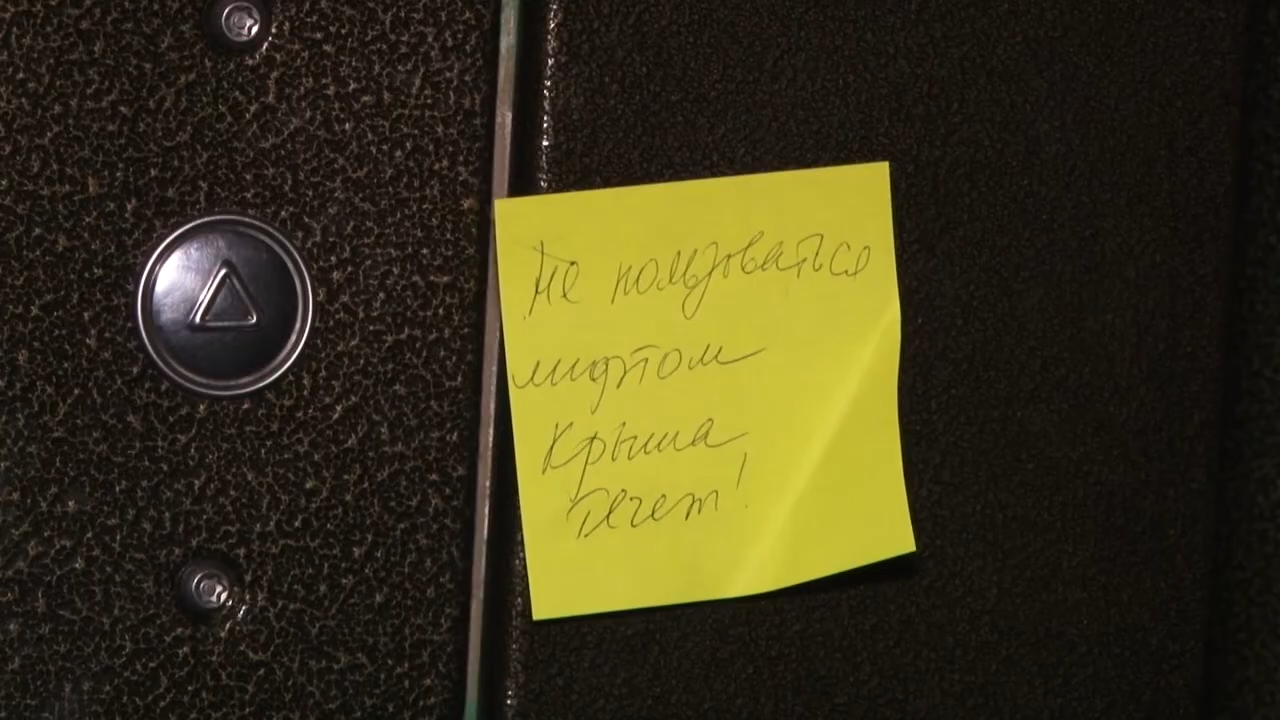 Не пользоваться
лифтом
Крыша
течет!